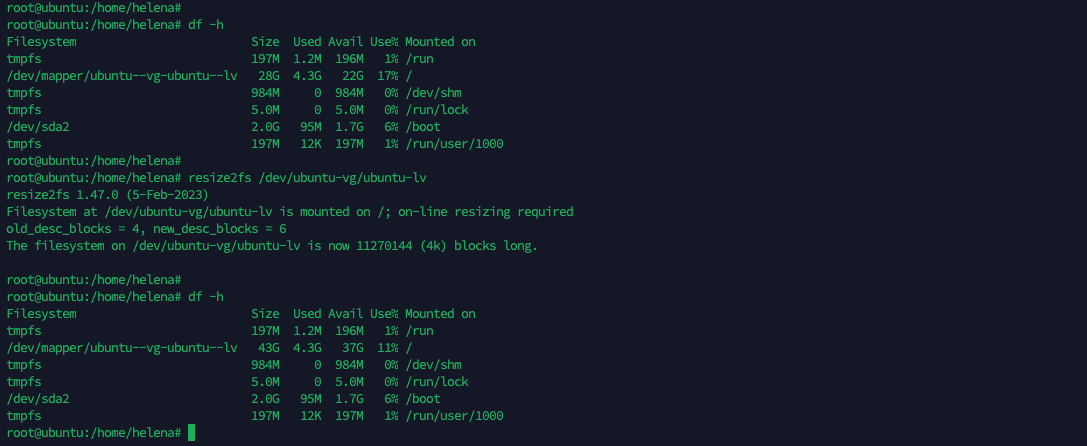 root@ubuntu:/home/helena#
root@ubuntu:/home/helena# df -h
Filesystem                         Size  Used Avail Use% Mounted on
tmpfs                              197M  1.2M  196M   1% /run
/dev/mapper/ubuntu--vg-ubuntu--lv   28G  4.3G   22G  17% /
tmpfs                              984M     0  984M   0% /dev/shm
tmpfs                              5.0M     0  5.0M   0% /run/lock
/dev/sda2                          2.0G   95M  1.7G   6% /boot
tmpfs                              197M   12K  197M   1% /run/user/1000
root@ubuntu:/home/helena#
root@ubuntu:/home/helena# resize2fs /dev/ubuntu-vg/ubuntu-lv
resize2fs 1.47.0 (5-Feb-2023)
Filesystem at /dev/ubuntu-vg/ubuntu-lv is mounted on /; on-line resizing required
old_desc_blocks = 4, new_desc_blocks = 6
The filesystem on /dev/ubuntu-vg/ubuntu-lv is now 11270144 (4k) blocks long.

root@ubuntu:/home/helena#
root@ubuntu:/home/helena# df -h
Filesystem                         Size  Used Avail Use% Mounted on
tmpfs                              197M  1.2M  196M   1% /run
/dev/mapper/ubuntu--vg-ubuntu--lv   43G  4.3G   37G  11% /
tmpfs                              984M     0  984M   0% /dev/shm
tmpfs                              5.0M     0  5.0M   0% /run/lock
/dev/sda2                          2.0G   95M  1.7G   6% /boot
tmpfs                              197M   12K  197M   1% /run/user/1000
root@ubuntu:/home/helena#